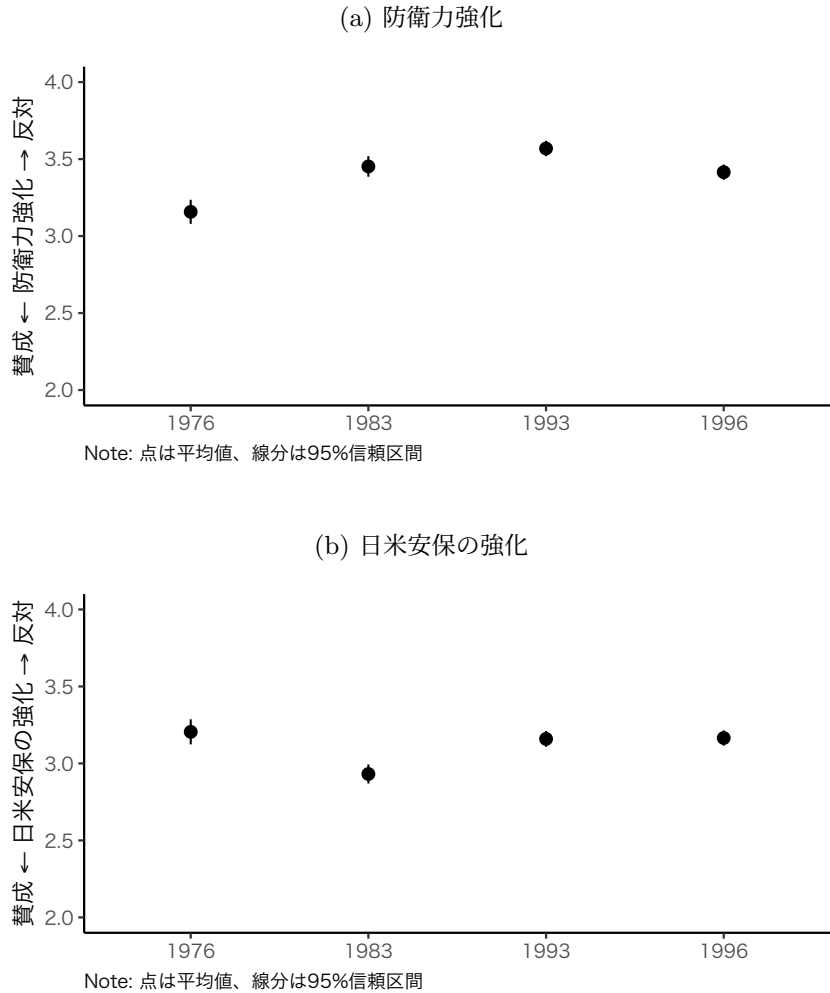 (a) 防衛力強化
賛成 ← 防衛力強化 → 反対
4.0
3.5
3.0
2.5
2.0
1976 1983 1993 1996
Note: 点は平均値、線分は95%信頼区間
(b) 日米安保の強化
賛成 ← 日米安保の強化 → 反対
4.0
3.5
3.0
2.5
2.0
1976 1983 1993 1996
Note: 点は平均値、線分は95%信頼区間